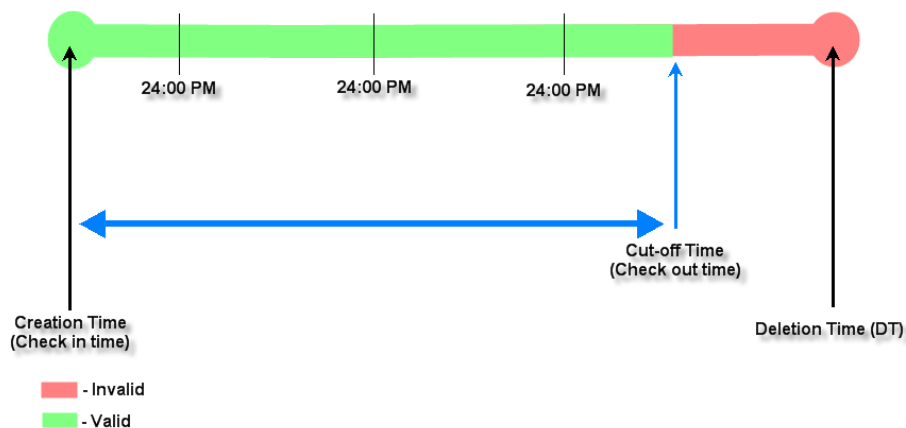 24:00 PM
24:00 PM
24:00 PM
Cut-off Time
(Check out time)
Creation Time
(Check in time)
Deletion Time (DT)
- Invalid
- Valid